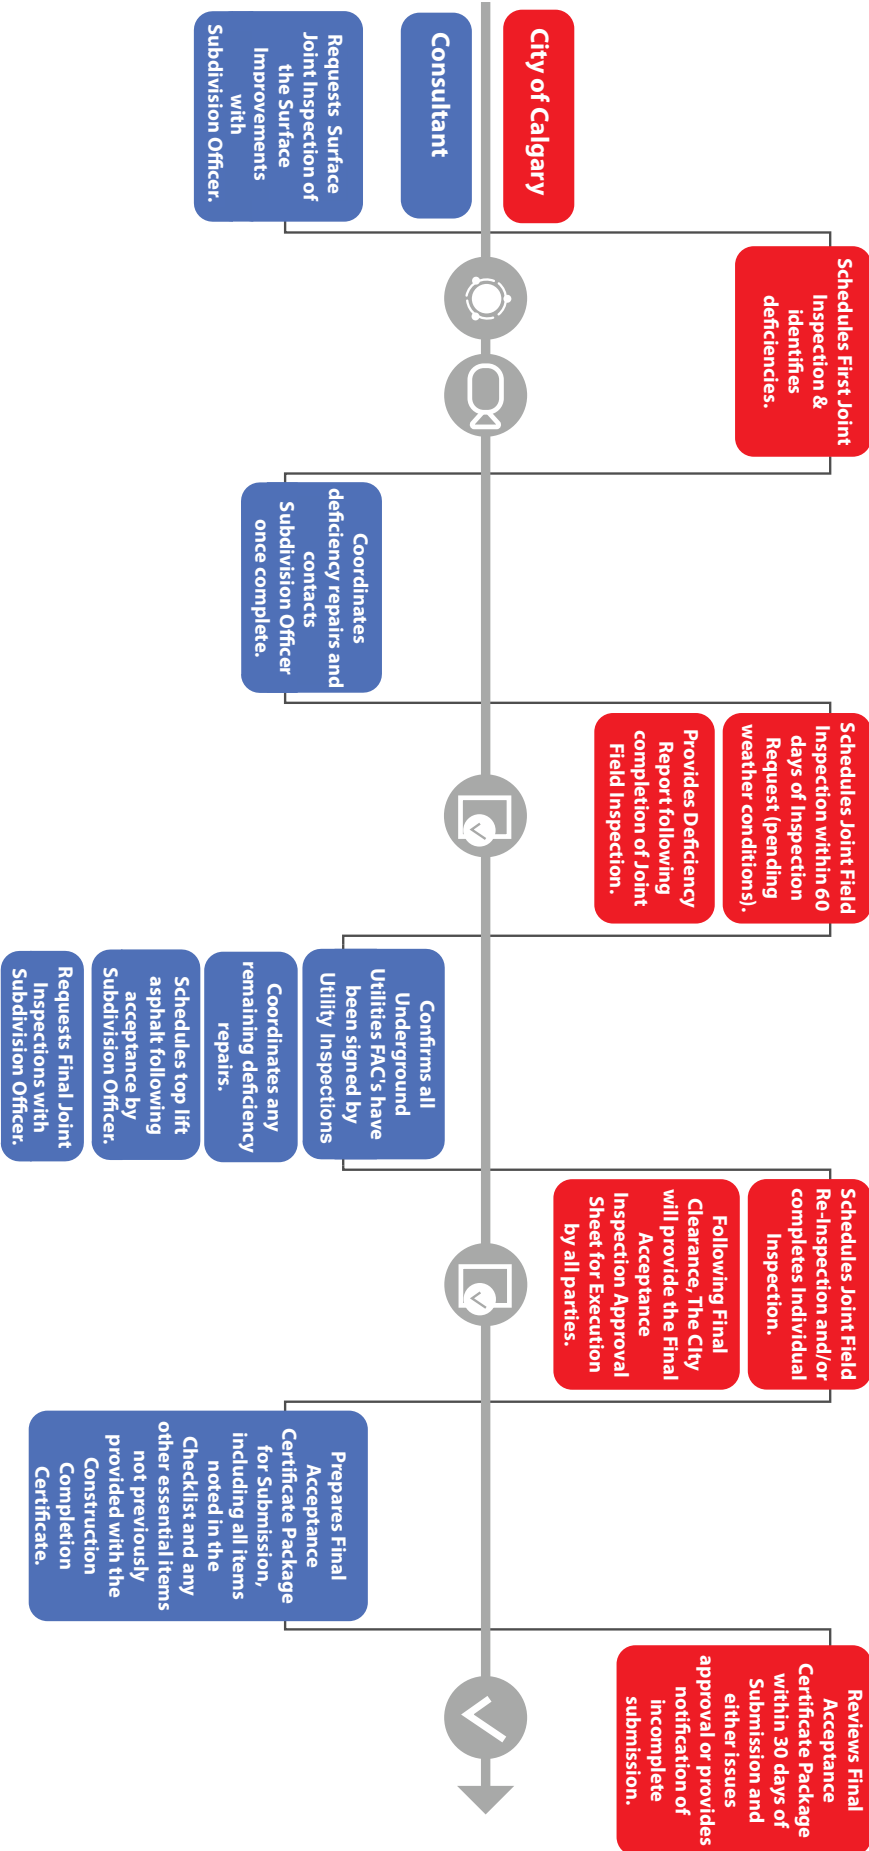 City of Calgary
Consultant
Requests Surface
Joint Inspection of
the Surface
Improvements
with
Subdivision Officer.
Schedules First Joint
Inspection &
identifies
deficiencies.
Coordinates
deficiency repairs and
contacts
Subdivision Officer
once complete.
Schedules Joint Field
Inspection within 60
days of Inspection
Request (pending
weather conditions).
Provides Deficiency
Report following
completion of Joint
Field Inspection.
Confirms all
Underground
Utilities FAC's have
been signed by
Utility Inspections
Coordinates any
remaining deficiency
repairs.
Schedules top lift
asphalt following
acceptance by
Subdivision Officer.
Requests Final Joint
Inspections with
Subdivision Officer.
Schedules Joint Field
Re-Inspection and/or
completes Individual
Inspection.
Following Final
Clearance, The CIty
will provide the Final
Acceptance
Inspection Approval
Sheet for Execution
by all parties.
Prepares Final
Acceptance
Certificate Package
for Submission,
including all items
noted in the
Checklist and any
other essential items
not previously
provided with the
Construction
Completion
Certificate.
Reviews Final
Acceptance
Certificate Package
within 30 days of
Submission and
either issues
approval or provides
notification of
incomplete
submission.